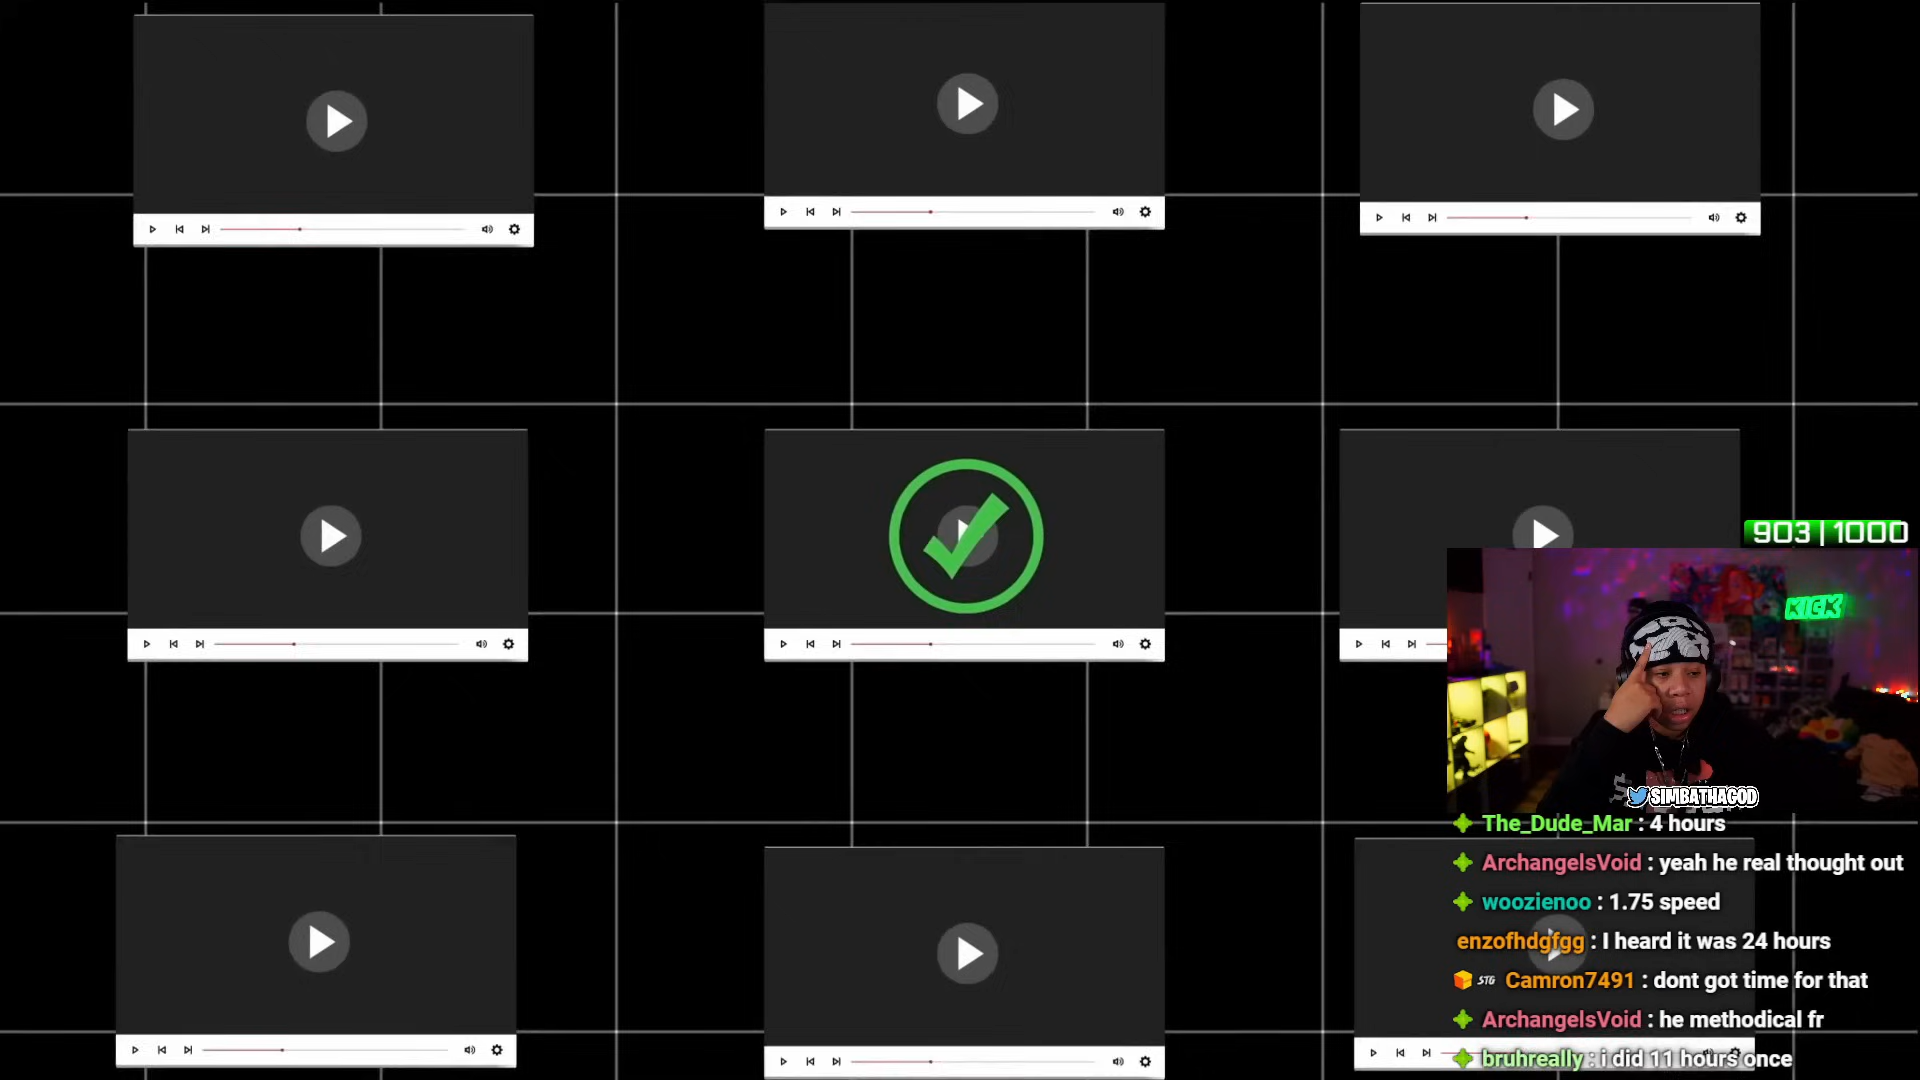 903 | 1000
KICK
SIMBATHAGOD
The_Dude_Mar : 4 hours
ArchangelsVoid : yeah he real thought out
woozienoo : 1.75 speed
enzofhdgfgg : I heard it was 24 hours
STG Camron7491 : dont got time for that
ArchangelsVoid : he methodical fr
bruhreally : i did 11 hours once